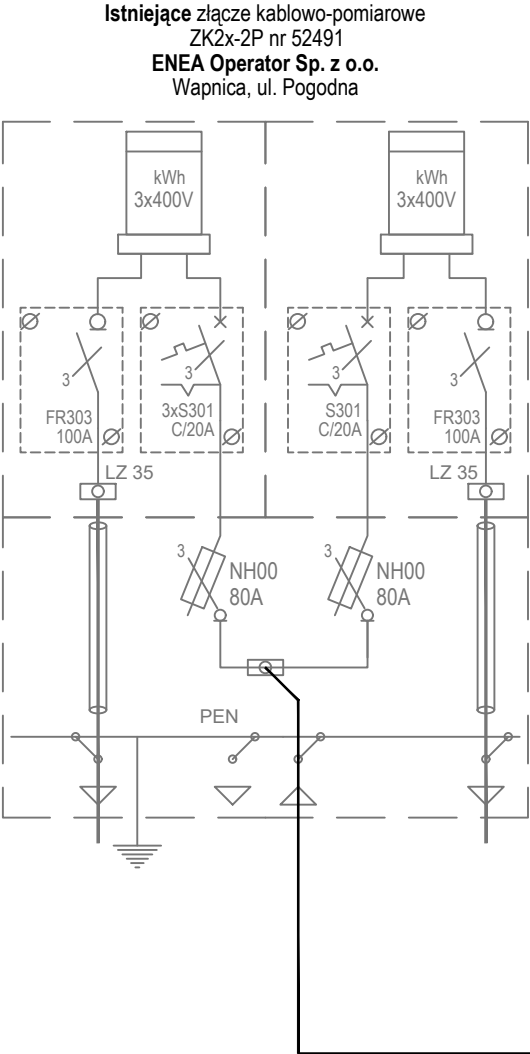 Istniejące złącze kablowo-pomiarowe
ZK2x-2P nr 52491
ENEA Operator Sp. z o.o.
Wapnica, ul. Pogodna
kWh
3x400V
kWh
3x400V
3
FR303
100A
3
3xS301
C/20A
3
S301
C/20A
3
FR303
100A
LZ 35
LZ 35
3
NH00
80A
3
NH00
80A
PEN